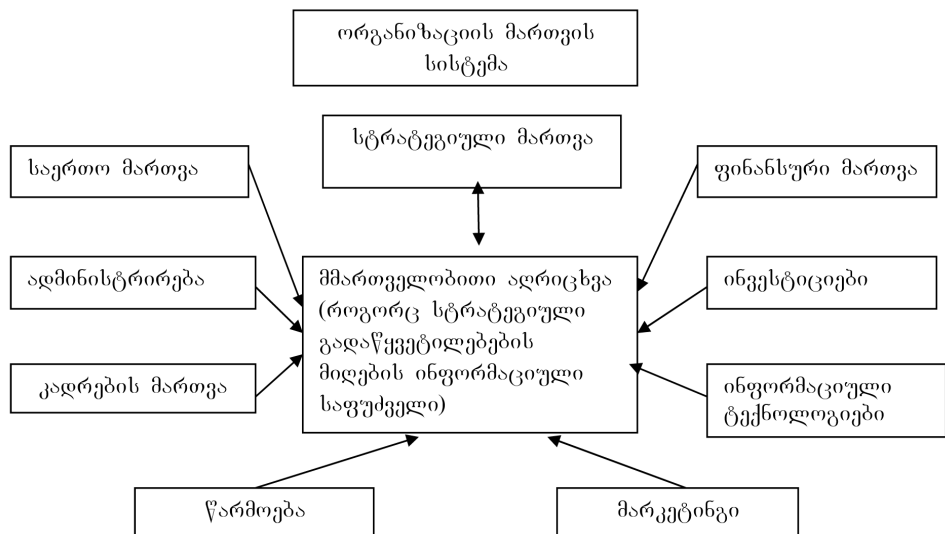 ორგანიზაციის მართვის
სისტემა
სტრატეგიული მართვა
საერთო მართვა
ფინანსური მართვა
ადმინისტრირება
მმართველობითი აღრიცხვა
(როგორც სტრატეგიული
გადაწყვეტილებების
მიღების ინფორმაციული
საფუძველი)
ინვესტიციები
კადრების მართვა
ინფორმაციული
ტექნოლოგიები
წარმოება
მარკეტინგი